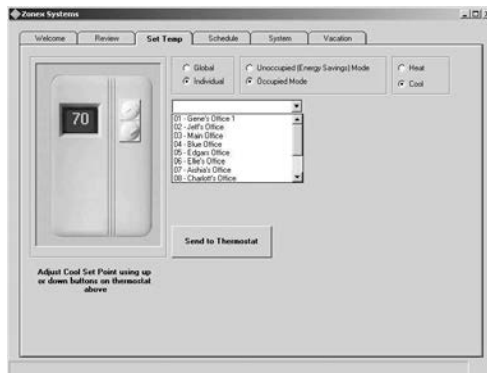 Zonex Systems
Welcome
Review
Set Temp
Schedule
System
Vacation
Global
Individual
Unoccupied (Energy Savings) Mode
Occupied Mode
Heat
Cool
70
01 - Gene's Office 1
02 - Jeff's Office
03 - Main Office
04 - Blue Office
05 - Edgars Office
06 - Ellie's Office
07 - Aishia's Office
08 - Charlott's Office
Send to Thermostat
Adjust Cool Set Point using up
or down buttons on thermostat
above